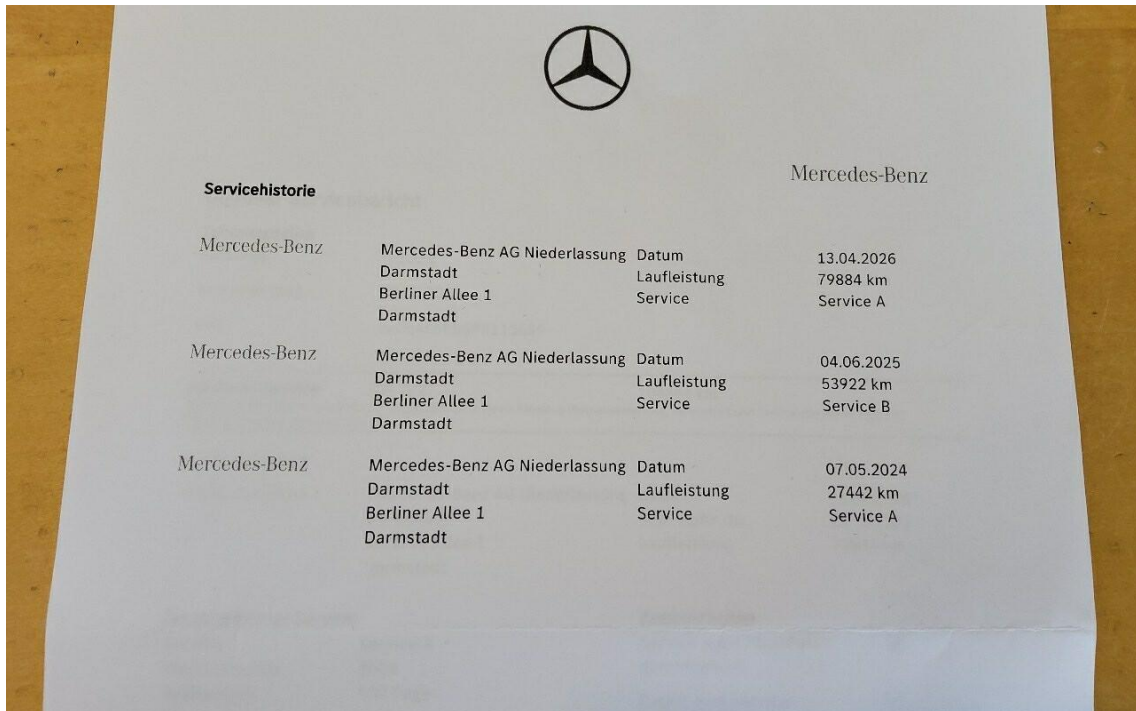 Mercedes-Benz
Servicehistorie
Mercedes-Benz
Mercedes-Benz AG Niederlassung Datum 13.04.2026
Darmstadt Laufleistung 79884 km
Berliner Allee 1 Service Service A
Darmstadt
Mercedes-Benz
Mercedes-Benz AG Niederlassung Datum 04.06.2025
Darmstadt Laufleistung 53922 km
Berliner Allee 1 Service Service B
Darmstadt
Mercedes-Benz
Mercedes-Benz AG Niederlassung Datum 07.05.2024
Darmstadt Laufleistung 27442 km
Berliner Allee 1 Service Service A
Darmstadt